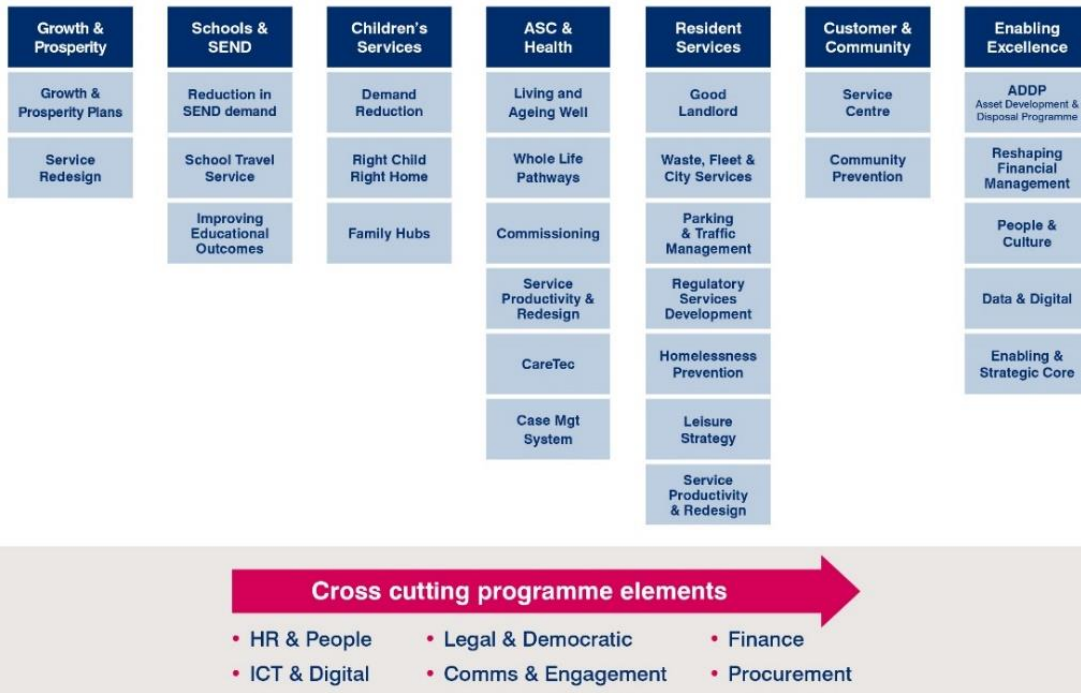 Growth &
Prosperity
Growth &
Prosperity Plans
Service
Redesign
Schools &
SEND
Reduction in
SEND demand
School Travel
Service
Improving
Educational
Outcomes
Children's
Services
Demand
Reduction
Right Child
Right Home
Family Hubs
ASC &
Health
Living and
Ageing Well
Whole Life
Pathways
Commissioning
Service
Productivity &
Redesign
CareTec
Case Mgt
System
Resident
Services
Good
Landlord
Waste, Fleet &
City Services
Parking
& Traffic
Management
Regulatory
Services
Development
Homelessness
Prevention
Leisure
Strategy
Service
Productivity
& Redesign
Customer &
Community
Service
Centre
Community
Prevention
Enabling
Excellence
ADDP
Asset Development &
Disposal Programme
Reshaping
Financial
Management
People &
Culture
Data & Digital
Enabling &
Strategic Core
Cross cutting programme elements
• HR & People
• ICT & Digital
• Legal & Democratic
• Comms & Engagement
• Finance
• Procurement